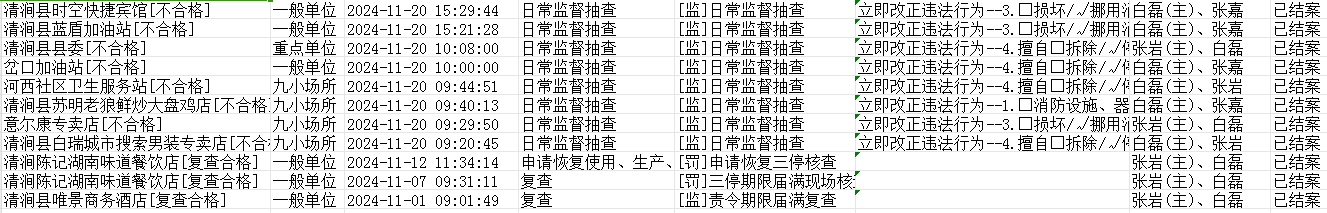 清涧县时空快捷宾馆[不合格] 一般单位 2024-11-20 15:29:44 日常监督抽查 [监]日常监督抽查 立即改正违法行为--3.□损坏/√挪用 白磊(主)、张嘉 已结案
清涧县蓝盾加油站[不合格] 一般单位 2024-11-20 15:21:28 日常监督抽查 [监]日常监督抽查 立即改正违法行为--3.□损坏/√挪用 白磊(主)、张嘉 已结案
清涧县县委[不合格] 重点单位 2024-11-20 10:08:00 日常监督抽查 [监]日常监督抽查 立即改正违法行为--4.擅自□拆除/√ 张岩(主)、白磊 已结案
岔口加油站[不合格] 一般单位 2024-11-20 10:00:00 日常监督抽查 [监]日常监督抽查 立即改正违法行为--4.擅自□拆除/√ 白磊(主)、张嘉 已结案
河西社区卫生服务站[不合格] 九小场所 2024-11-20 09:44:51 日常监督抽查 [监]日常监督抽查 立即改正违法行为--4.擅自□拆除/√ 白磊(主)、张岩 已结案
清涧县苏明老狼鲜炒大盘鸡店[不合格 九小场所 2024-11-20 09:40:13 日常监督抽查 [监]日常监督抽查 立即改正违法行为--1.□消防设施、器 白磊(主)、张嘉 已结案
意尔康专卖店[不合格] 九小场所 2024-11-20 09:29:50 日常监督抽查 [监]日常监督抽查 立即改正违法行为--3.□损坏/√挪用 白磊(主)、张嘉 已结案
清涧县白瑞城市搜索男装专卖店[不合 九小场所 2024-11-20 09:20:45 日常监督抽查 [监]日常监督抽查 立即改正违法行为--4.擅自□拆除/√ 白磊(主)、张岩 已结案
清涧陈记湖南味道餐饮店[复查合格] 一般单位 2024-11-12 11:34:14 申请恢复使用、生产、 [罚]申请恢复三停核查 张岩(主)、白磊 已结案
清涧陈记湖南味道餐饮店[复查合格] 一般单位 2024-11-07 09:31:11 复查 [罚]三停期限届满现场核 张岩(主)、白磊 已结案
清涧县唯景商务酒店[复查合格] 一般单位 2024-11-01 09:01:49 复查 [监]责令期限届满复查 张岩(主)、白磊 已结案